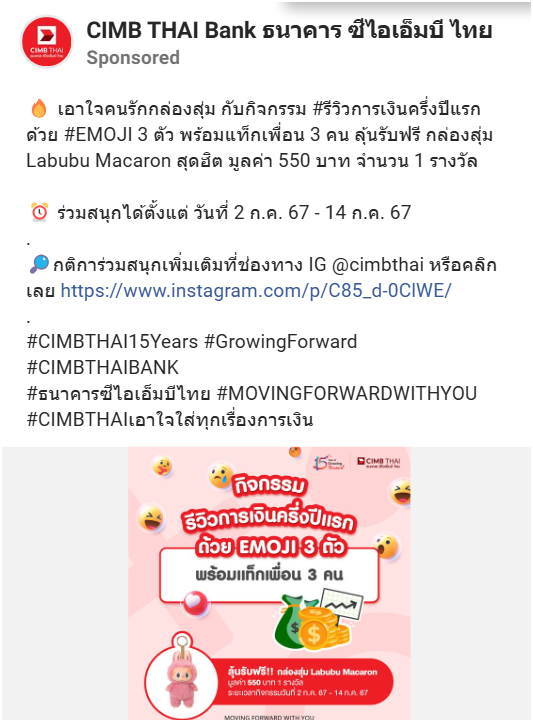 CIMB THAI Bank ธนาคาร ซีไอเอ็มบี ไทย
Sponsored
CIMB THAI
🔥 เอาใจคนรักกล่องสุ่ม กับกิจกรรม #รีวิวการเงินครึ่งปีแรก
ด้วย #EMOJI 3 ตัว พร้อมแท็กเพื่อน 3 คน ลุ้นรับฟรี กล่องสุ่ม
Labubu Macaron สุดฮิต มูลค่า 550 บาท จำนวน 1 รางวัล
⏰ ร่วมสนุกได้ตั้งแต่ วันที่ 2 ก.ค. 67 - 14 ก.ค. 67
.
🔎กติการ่วมสนุกเพิ่มเติมที่ช่องทาง IG @cimbthai หรือคลิก
เลย https://www.instagram.com/p/C85_d-0ClWE/
.
#CIMBTHAI15Years #GrowingForward
#CIMBTHAIBANK
#ธนาคารซีไอเอ็มบีไทย #MOVINGFORWARDWITHYOU
#CIMBTHAIเอาใจใส่ทุกเรื่องการเงิน
15 CIMB THAI
กิจกรรม
รีวิวการเงินครึ่งปีแรก
ด้วย EMOJI 3 ตัว
พร้อมแท็กเพื่อน 3 คน
ลุ้นรับฟรี!! กล่องสุ่ม Labubu Macaron
มูลค่า 550 บาท 1 รางวัล
ระยะเวลากิจกรรมวันที่ 2 ก.ค. 67 - 14 ก.ค. 67
MOVING FORWARD WITH YOU